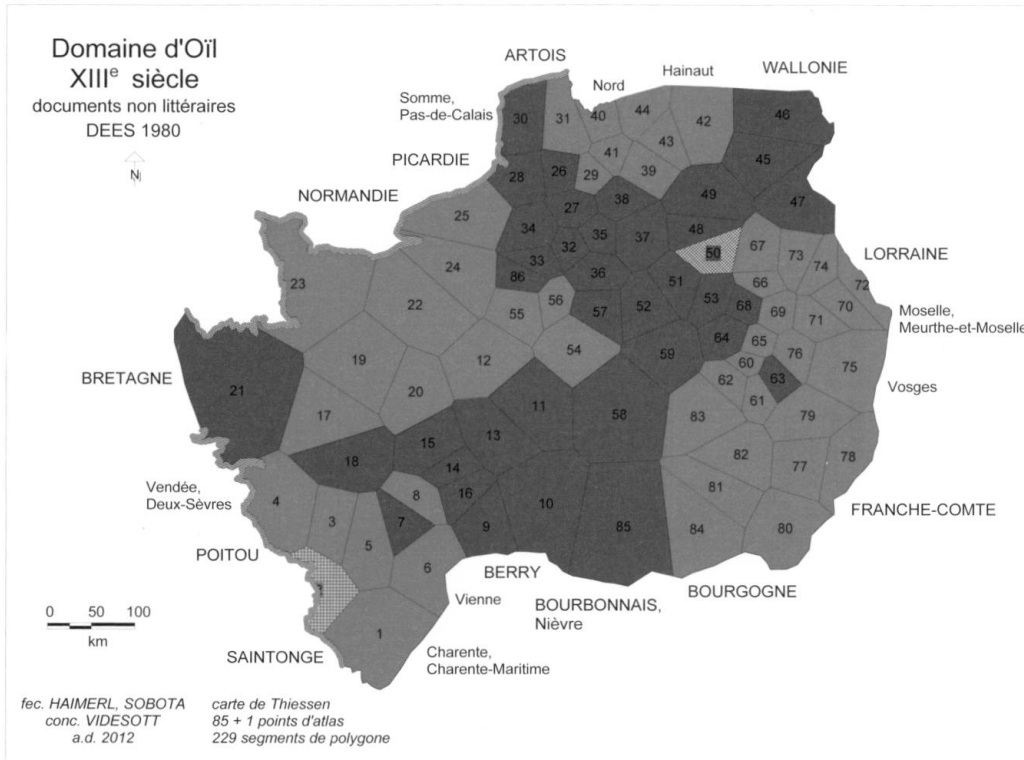 Domaine d'Oïl
XIIIe siècle
documents non littéraires
DEES 1980
N
ARTOIS
Nord
Hainaut
WALLONIE
Somme,
Pas-de-Calais
PICARDIE
NORMANDIE
LORRAINE
Moselle,
Meurthe-et-Moselle
Vosges
BRETAGNE
Vendée,
Deux-Sèvres
POITOU
FRANCHE-COMTE
BOURGOGNE
BERRY
BOURBONNAIS,
Nièvre
Vienne
SAINTONGE
Charente,
Charente-Maritime
30 31 40 44 42 46
41 43 45
28 26 29 39 49 47
27 38
25 34 35 37 48 67 73 74
32 50
24 33 36 51 66 72
23 86 53 68 70
22 56 52 69 71
55 57 64 65
19 12 54 59 60 76 75
21 20 62 63
11 58 61
17 83 79
15 13 82 78
18 14 77
16 81
4 8 10
3 7 9 85 84 80
5
6
1
0 50 100
km
fec. HAIMERL, SOBOTA
conc. VIDESOTT
a.d. 2012
carte de Thiessen
85 + 1 points d'atlas
229 segments de polygone